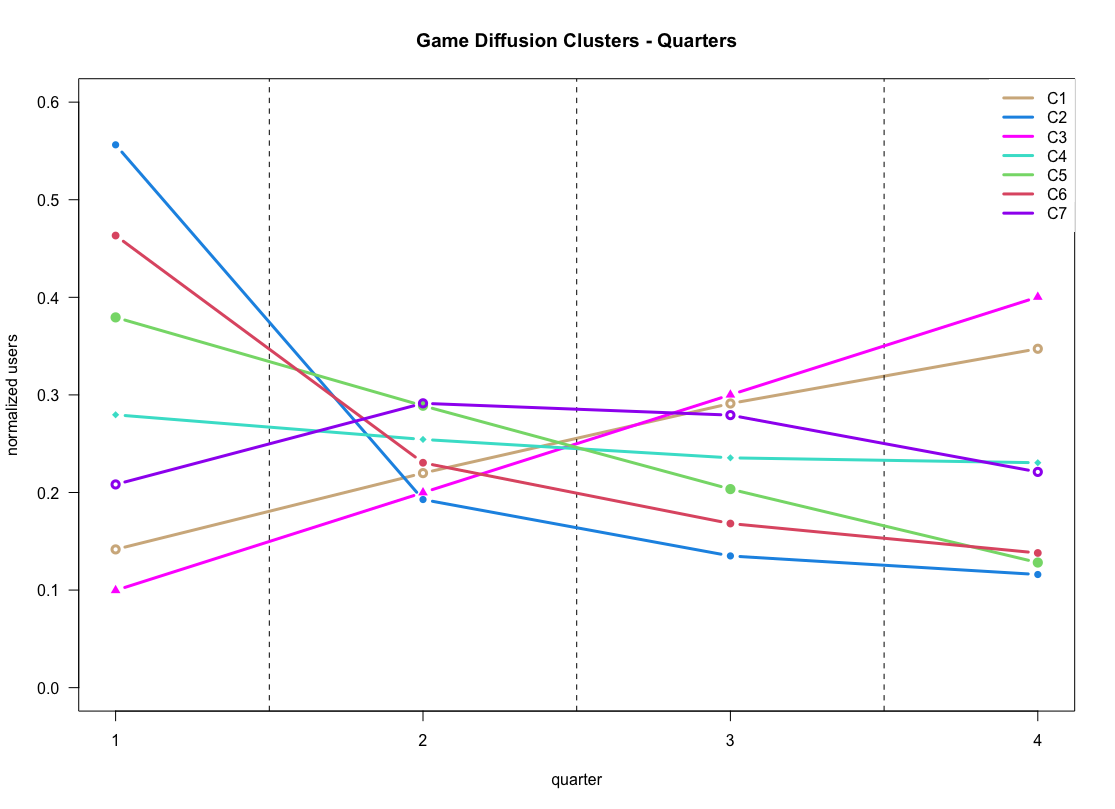 Game Diffusion Clusters - Quarters
C1
C2
C3
C4
C5
C6
C7
normalized users
0.6
0.5
0.4
0.3
0.2
0.1
0.0
1 2 3 4
quarter